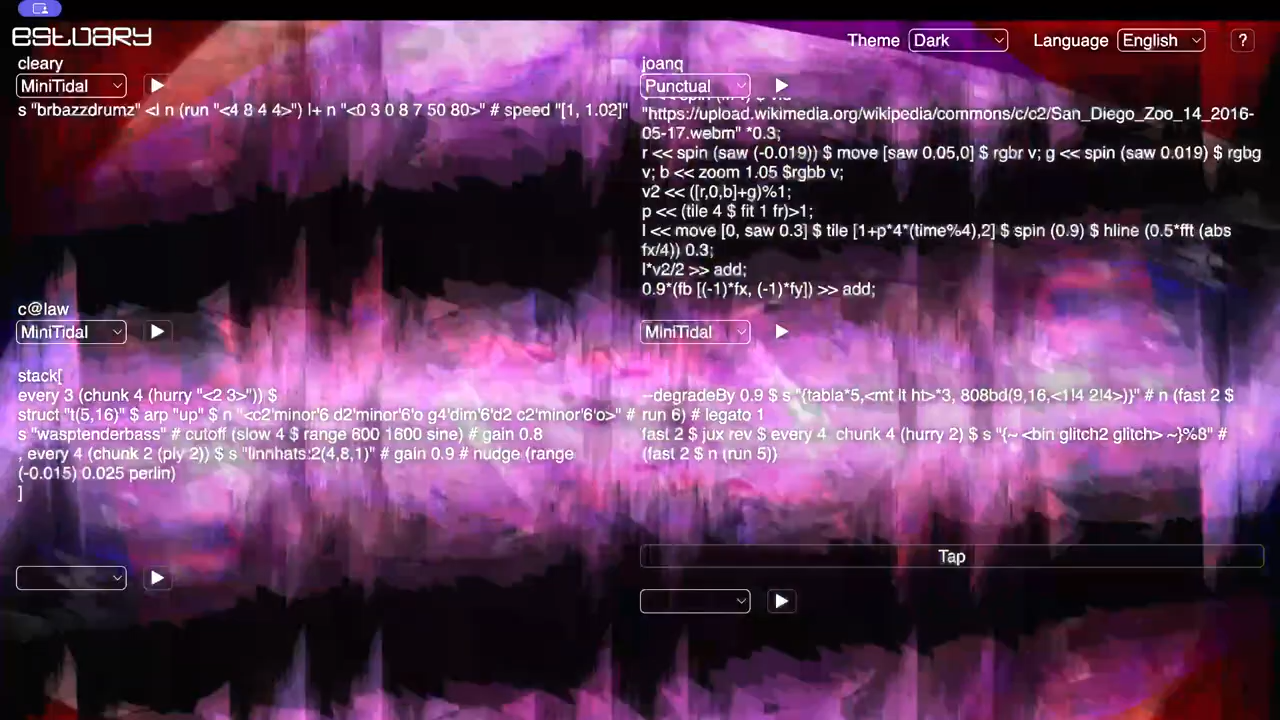 estuary
Theme Dark Language English ?
cleary
MiniTidal
s "brbazzdrumz" <| n (run "<4 8 4 4>") |+ n "<0 3 0 8 7 50 80>" # speed "[1, 1.02]"
joanq
Punctual
"https://upload.wikimedia.org/wikipedia/commons/c/c2/San_Diego_Zoo_14_2016-
05-17.webm" *0.3;
r << spin (saw (-0.019)) $ move [saw 0.05,0] $ rgbr v; g << spin (saw 0.019) $ rgbg
v; b << zoom 1.05 $rgbb v;
v2 << ([r,0,b]+g)%1;
p << (tile 4 $ fit 1 fr)>1;
l << move [0, saw 0.3] $ tile [1+p*4*(time%4),2] $ spin (0.9) $ hline (0.5*fft (abs
fx/4)) 0.3;
l*v2/2 >> add;
0.9*(fb [(-1)*fx, (-1)*fy]) >> add;
c@law
MiniTidal
stack[
every 3 (chunk 4 (hurry "<2 3>")) $
struct "t(5,16)" $ arp "up" $ n "<c2'minor'6 d2'minor'6'o g4'dim'6'd2 c2'minor'6'o>" #
s "wasptenderbass" # cutoff (slow 4 $ range 600 1600 sine) # gain 0.8
, every 4 (chunk 2 (ply 2)) $ s "linnhats:2(4,8,1)" # gain 0.9 # nudge (range
(-0.015) 0.025 perlin)
]
MiniTidal
--degradeBy 0.9 $ s "{tabla*5,<mt lt ht>*3, 808bd(9,16,<1!4 2!4>)}" # n (fast 2 $
run 6) # legato 1
fast 2 $ jux rev $ every 4 chunk 4 (hurry 2) $ s "{~ <bin glitch2 glitch> ~}%8" #
(fast 2 $ n (run 5))
Tap